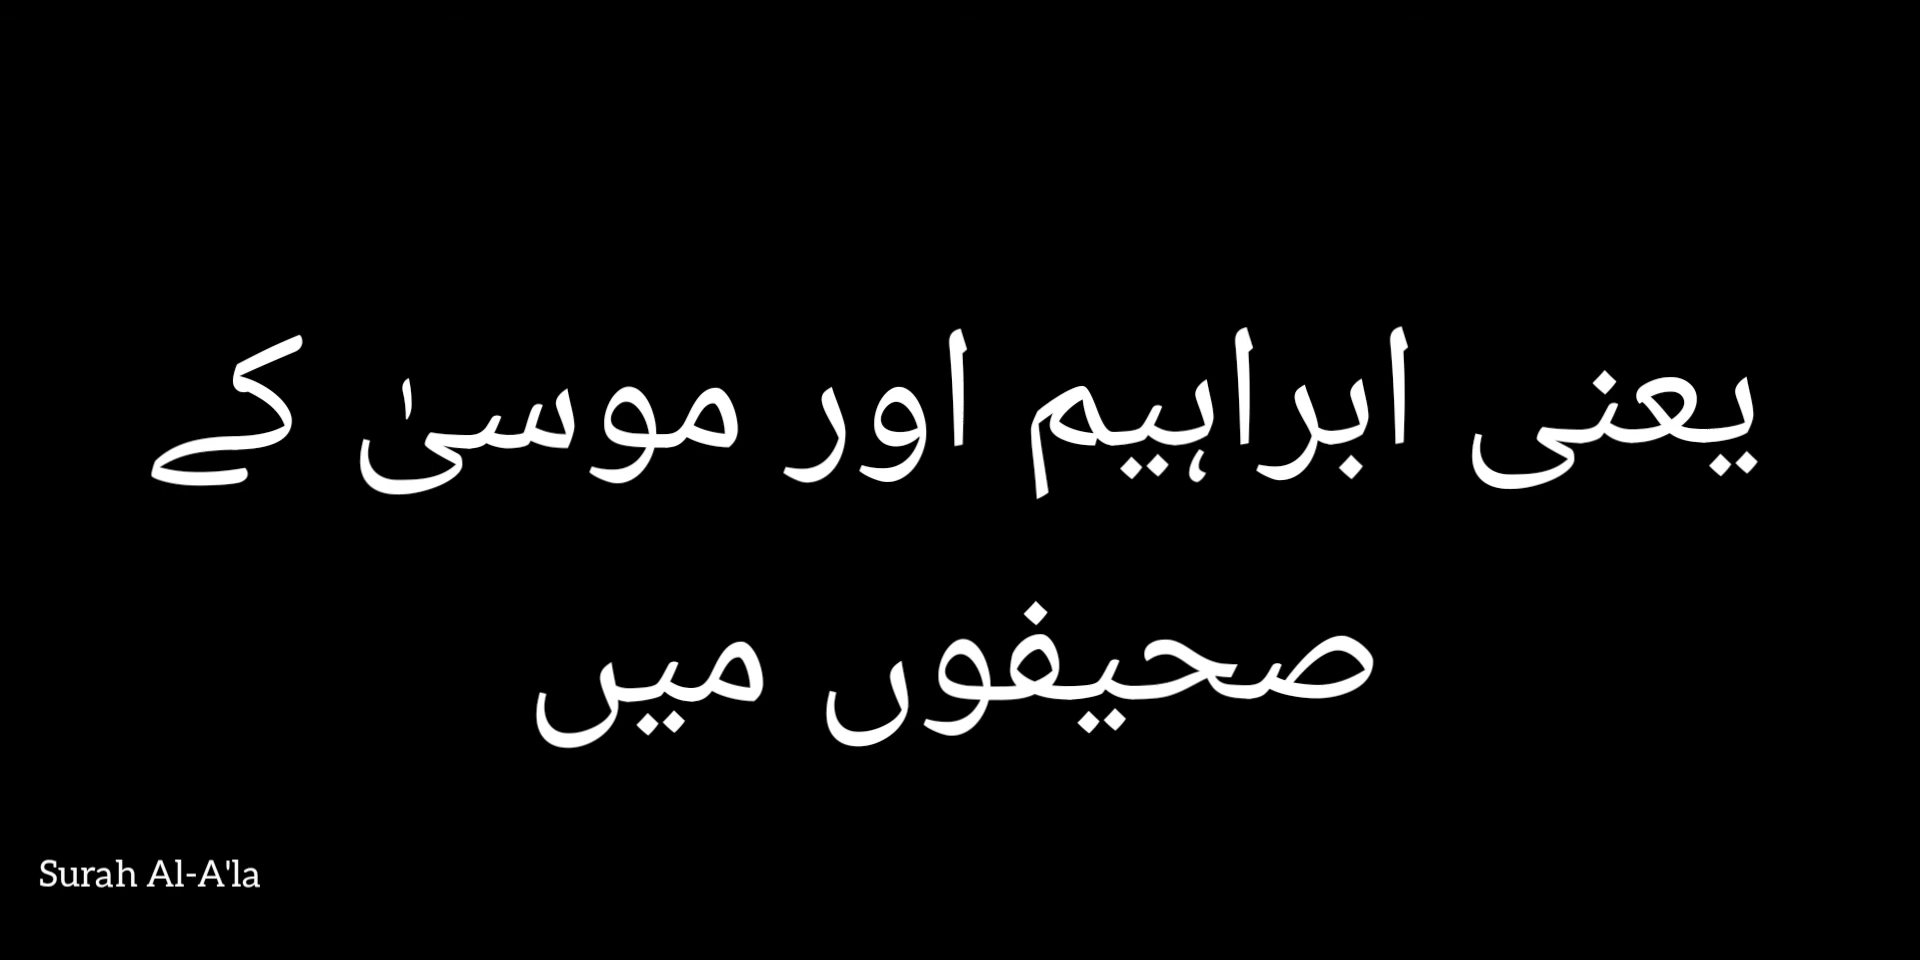 یعنی ابراہیم اور موسیٰ کے
صحیفوں میں
Surah Al-A'la